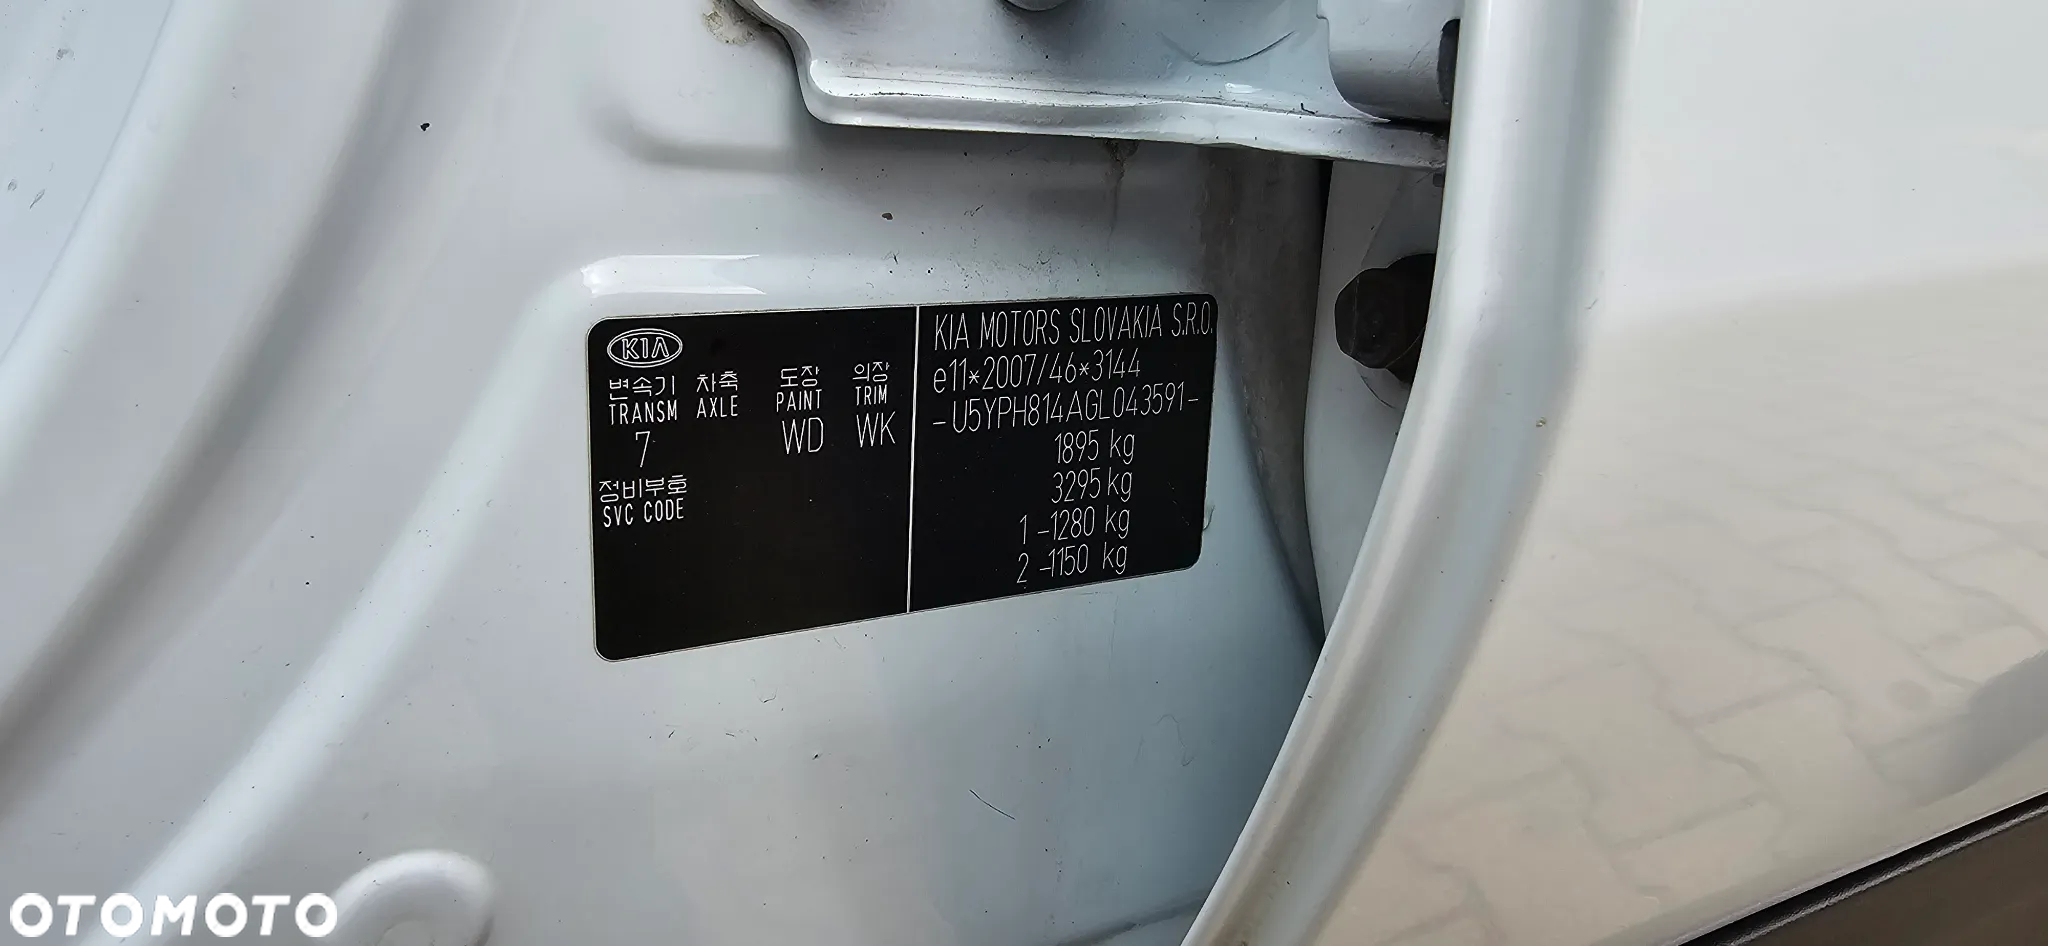 KIA
변속기 차축 도장 의장
TRANSM AXLE PAINT TRIM
7 WD WK
정비부호
SVC CODE
KIA MOTORS SLOVAKIA S.R.O.
e11*2007/46*3144
-U5YPH814AGL043591-
1895 kg
3295 kg
1 -1280 kg
2 -1150 kg
OTOMOTO